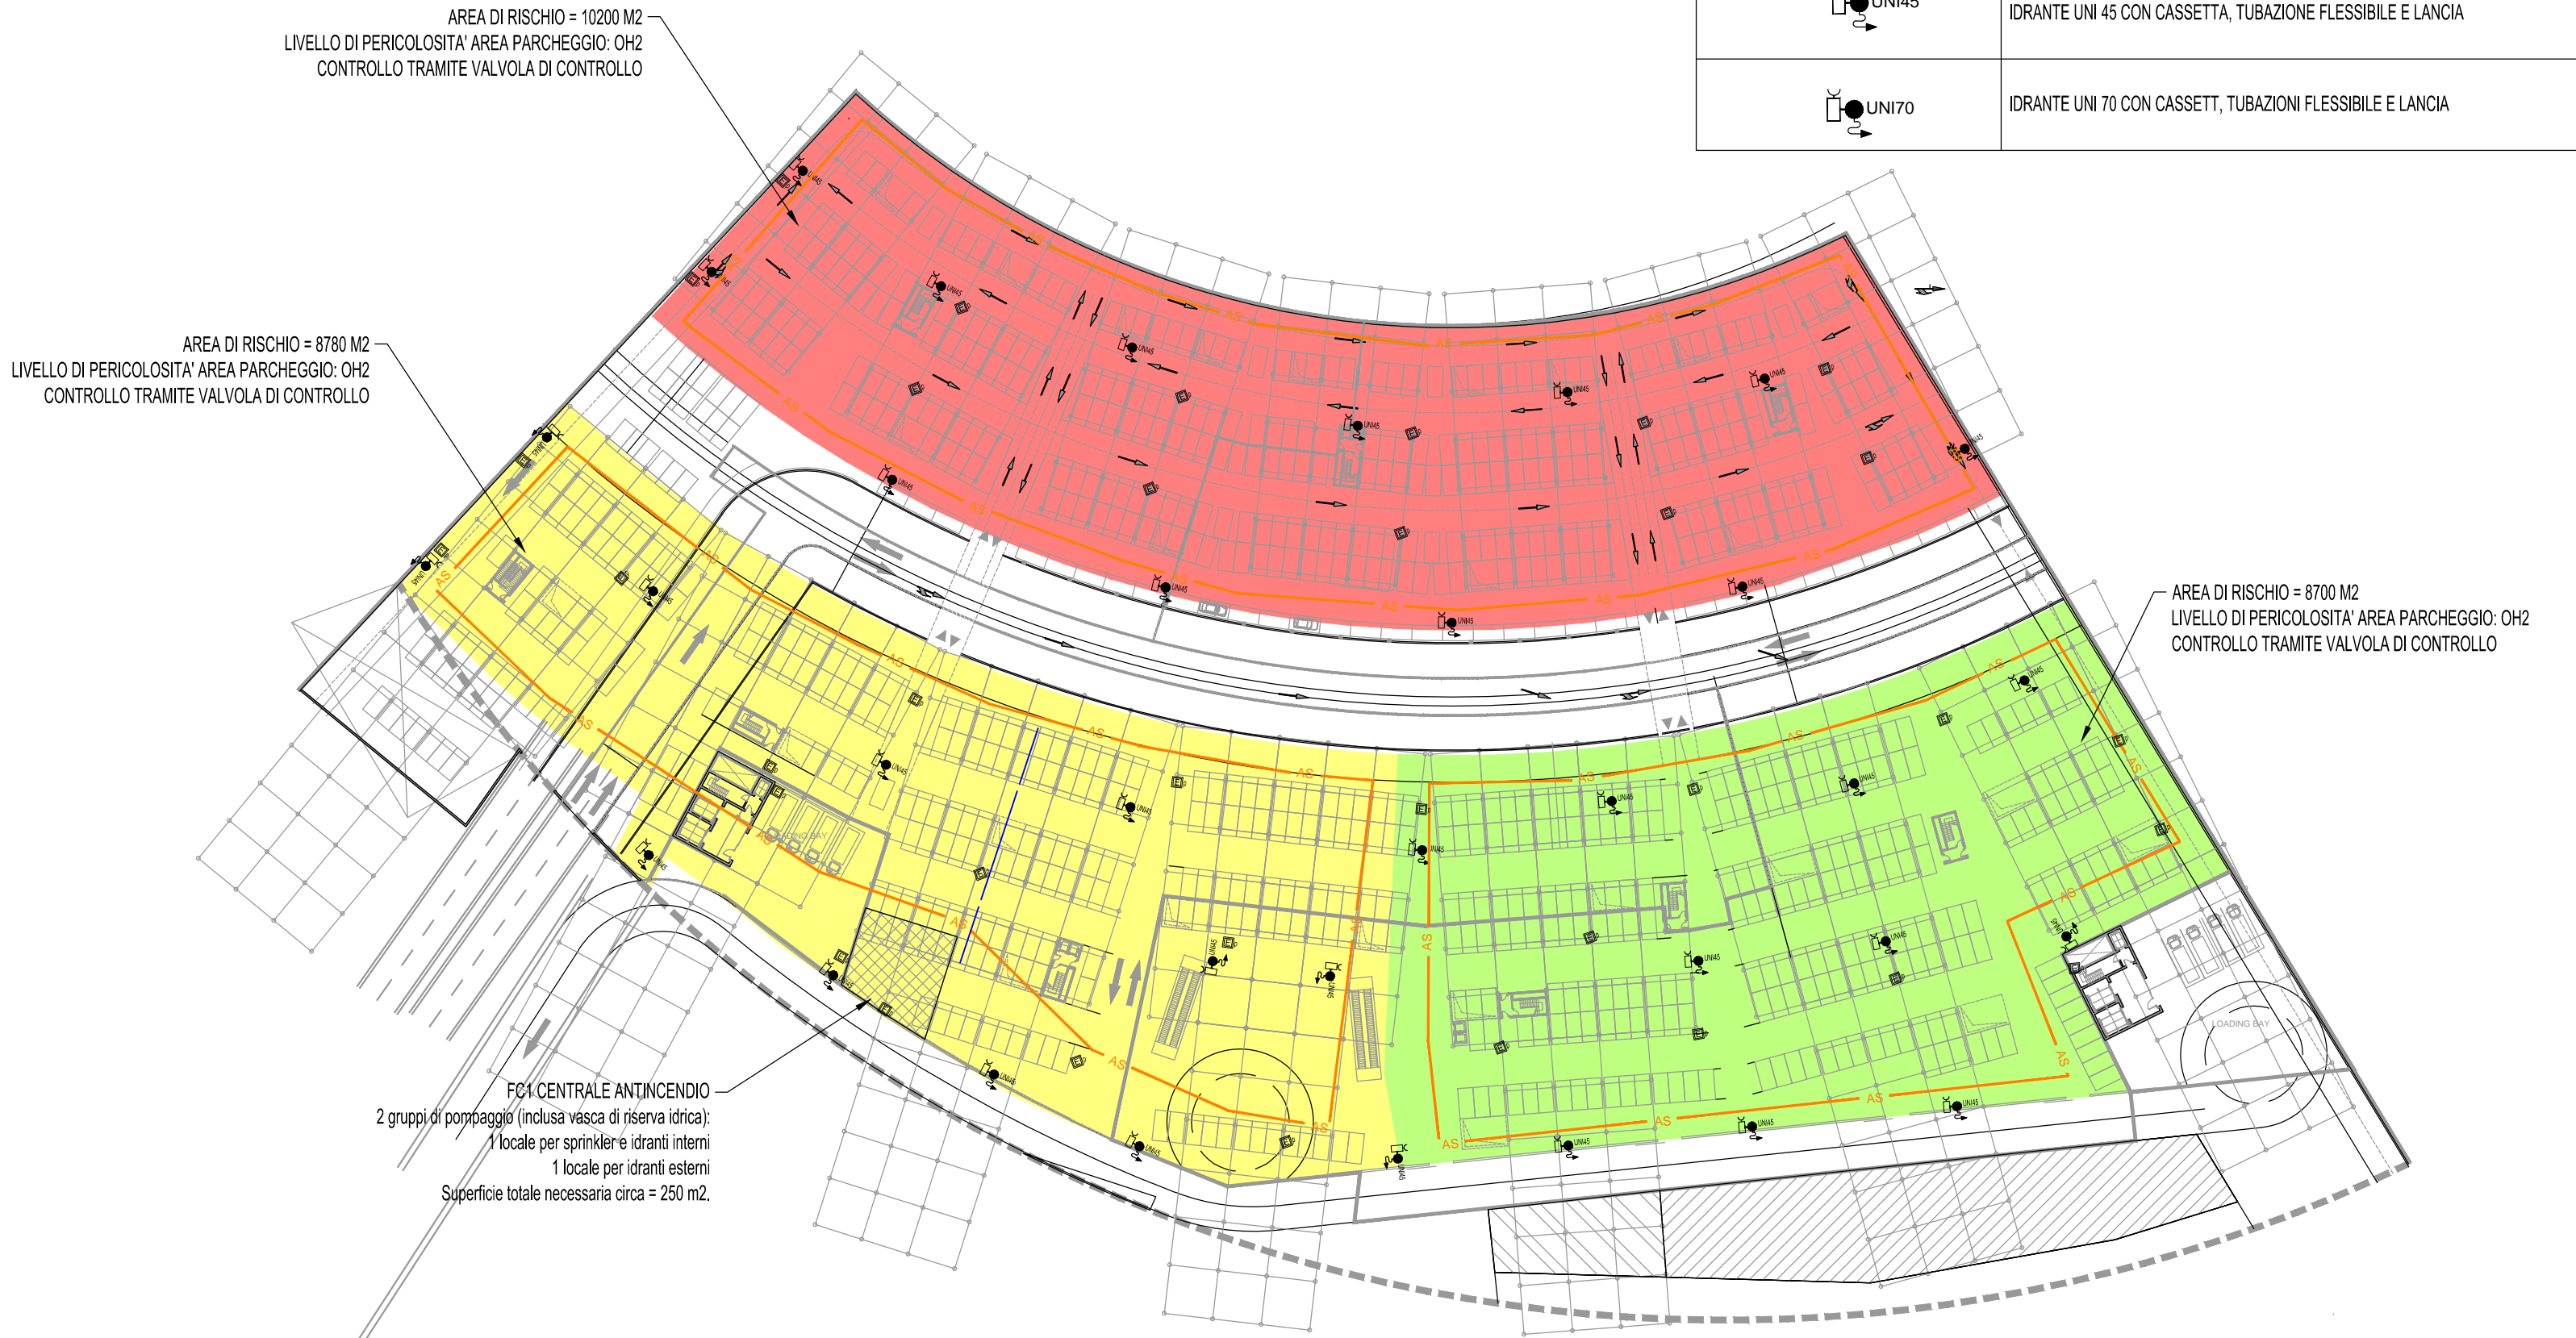 AREA DI RISCHIO = 10200 M2
LIVELLO DI PERICOLOSITA' AREA PARCHEGGIO: OH2
CONTROLLO TRAMITE VALVOLA DI CONTROLLO
UNI45
IDRANTE UNI 45 CON CASSETTA, TUBAZIONE FLESSIBILE E LANCIA
UNI70
IDRANTE UNI 70 CON CASSETT, TUBAZIONI FLESSIBILE E LANCIA
AREA DI RISCHIO = 8780 M2
LIVELLO DI PERICOLOSITA' AREA PARCHEGGIO: OH2
CONTROLLO TRAMITE VALVOLA DI CONTROLLO
AREA DI RISCHIO = 8700 M2
LIVELLO DI PERICOLOSITA' AREA PARCHEGGIO: OH2
CONTROLLO TRAMITE VALVOLA DI CONTROLLO
AS
UNI45
LOADING BAY
LOADING BAY
FC1 CENTRALE ANTINCENDIO
2 gruppi di pompaggio (inclusa vasca di riserva idrica):
1 locale per sprinkler e idranti interni
1 locale per idranti esterni
Superficie totale necessaria circa = 250 m2.